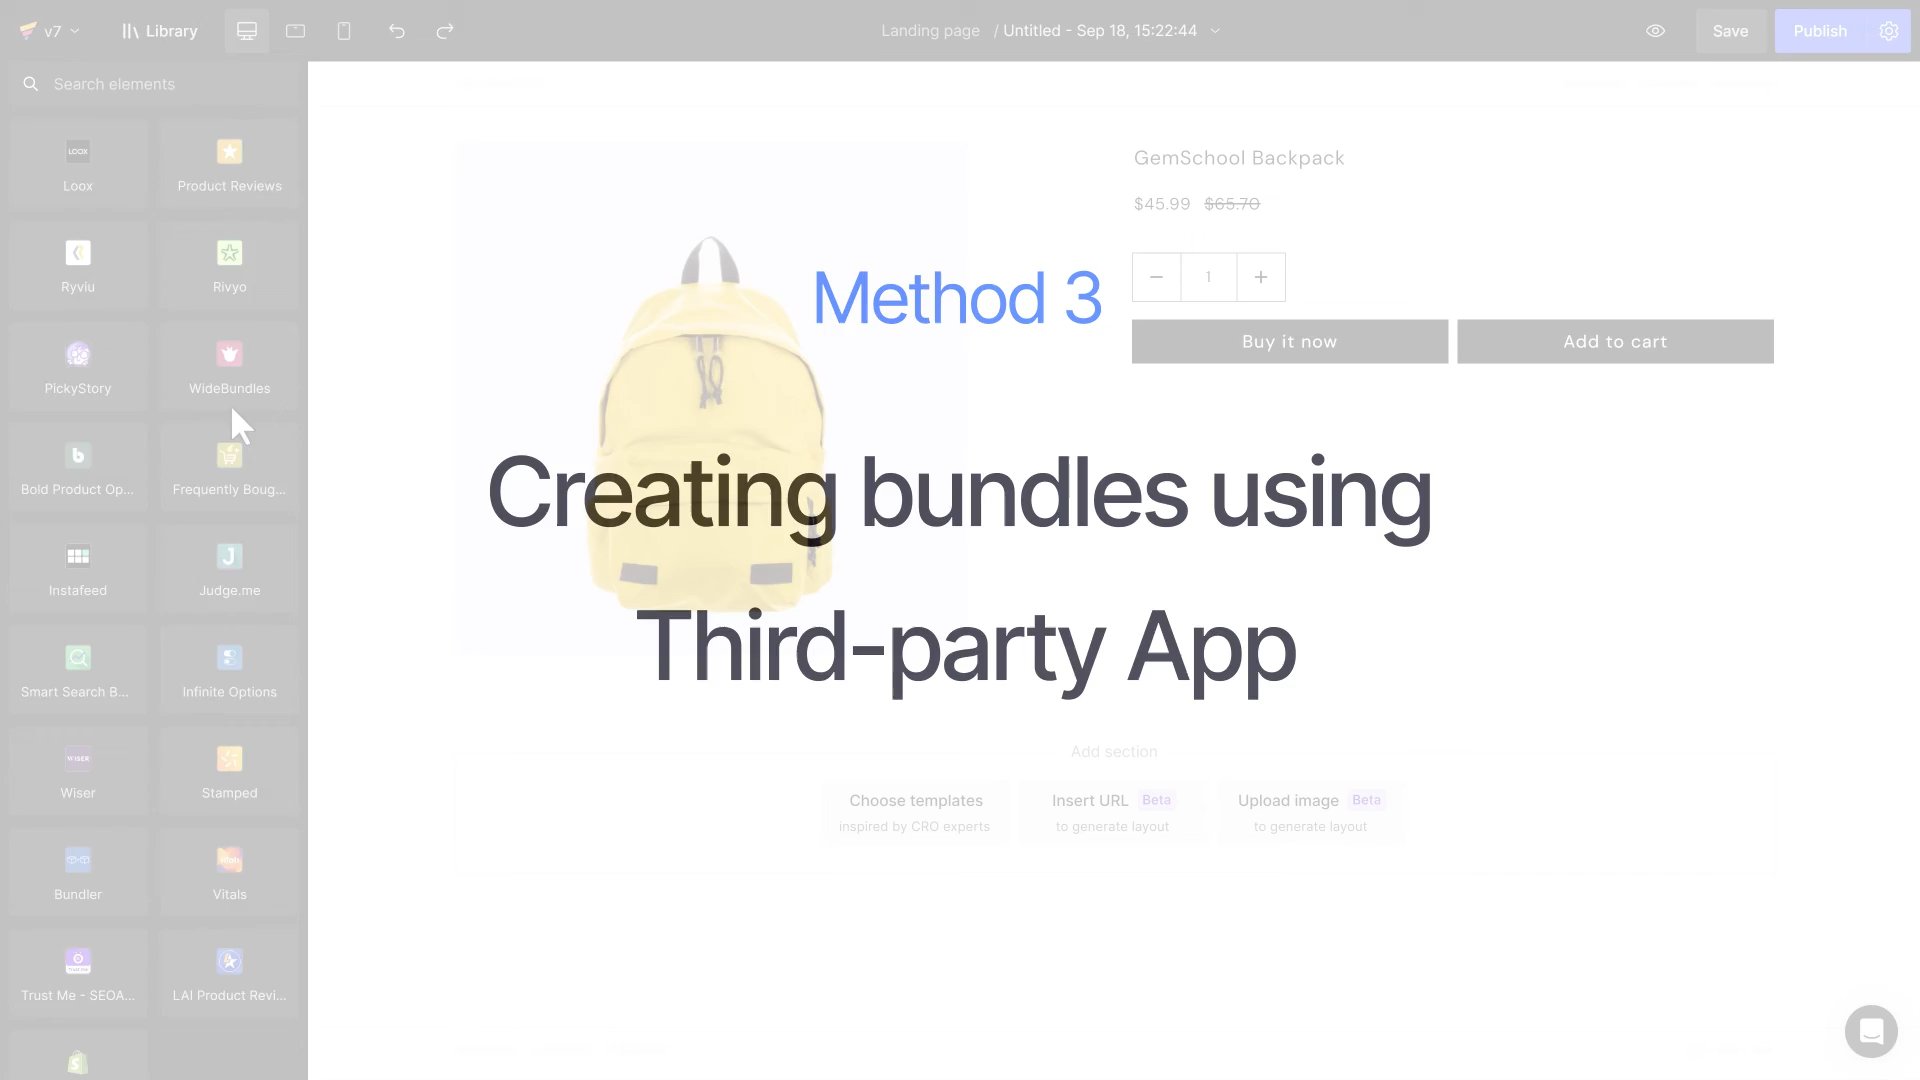 v7
Library
Landing page / Untitled - Sep 18, 15:22:44
Save
Publish
Search elements
LOOX
Loox
Product Reviews
Ryviu
Rivyo
PickyStory
WideBundles
Bold Product Op...
Frequently Boug...
Instafeed
Judge.me
Smart Search B...
Infinite Options
WISER
Wiser
Stamped
Bundler
Vitals
Vitals
Trust Me - SEOA...
LAI Product Revi...
GemSchool Backpack
$45.99 $65.70
1
Buy it now
Add to cart
Method 3
Creating bundles using
Third-party App
Add section
Choose templates
inspired by CRO experts
Insert URL Beta
to generate layout
Upload image Beta
to generate layout